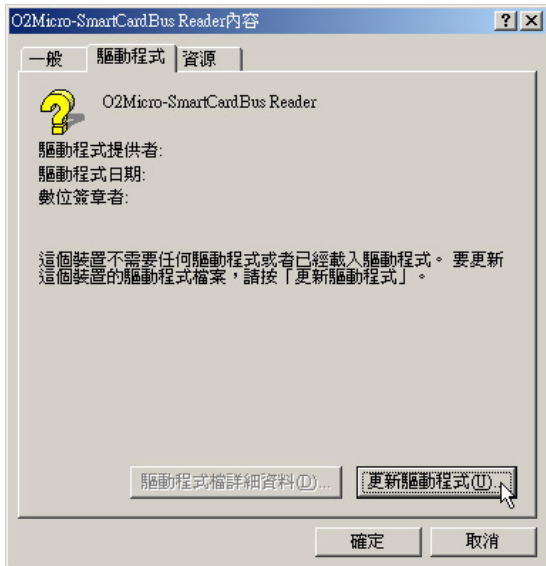 O2Micro-SmartCardBus Reader內容
一般 驅動程式 資源
O2Micro-SmartCardBus Reader
驅動程式提供者:
驅動程式日期:
數位簽章者:
這個裝置不需要任何驅動程式或者已經載入驅動程式。 要更新
這個裝置的驅動程式檔案，請按「更新驅動程式」。
驅動程式檔詳細資料(D)... 更新驅動程式(U)...
確定 取消